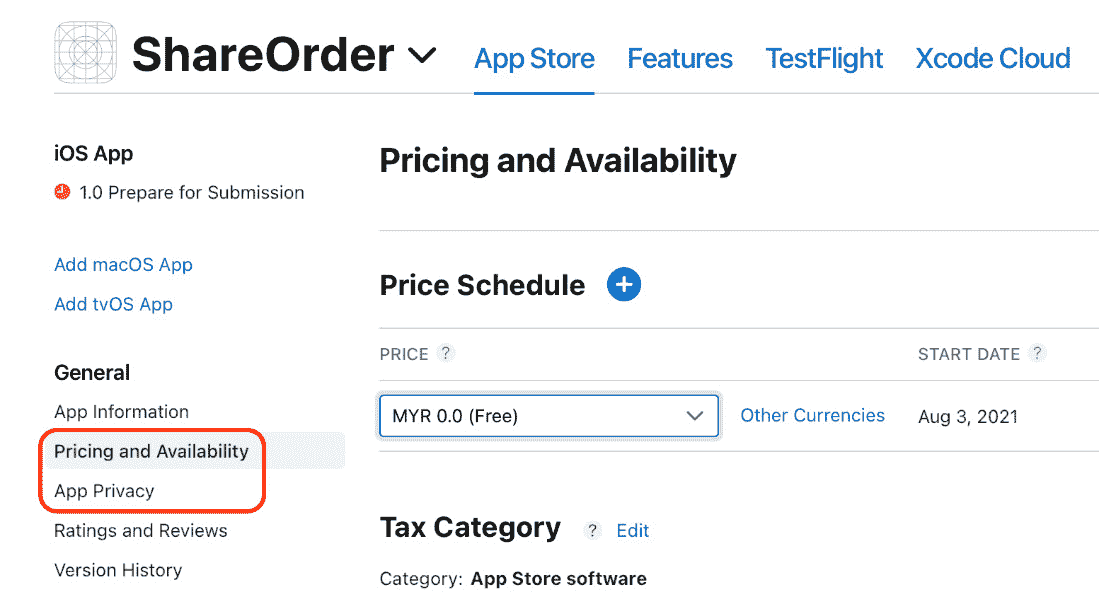 ShareOrder App Store Features TestFlight Xcode Cloud
iOS App
1.0 Prepare for Submission
Add macOS App
Add tvOS App
General
App Information
Pricing and Availability
App Privacy
Ratings and Reviews
Version History
Pricing and Availability
Price Schedule +
PRICE ? START DATE ?
MYR 0.0 (Free) Other Currencies Aug 3, 2021
Tax Category ? Edit
Category: App Store software